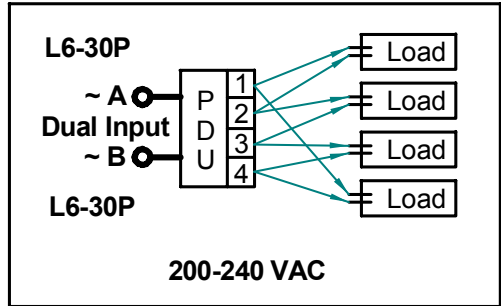 L6-30P
~ A
Dual Input
~ B
L6-30P
P
D
U
1
2
3
4
Load
Load
Load
Load
200-240 VAC